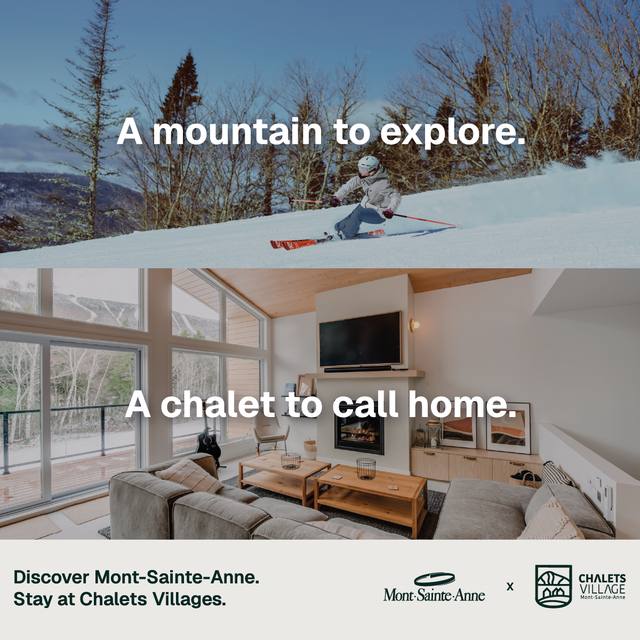 A mountain to explore.
A chalet to call home.
Discover Mont-Sainte-Anne.
Stay at Chalets Villages.
Mont·Sainte·Anne
x
CHALETS
VILLAGE
Mont-Sainte-Anne